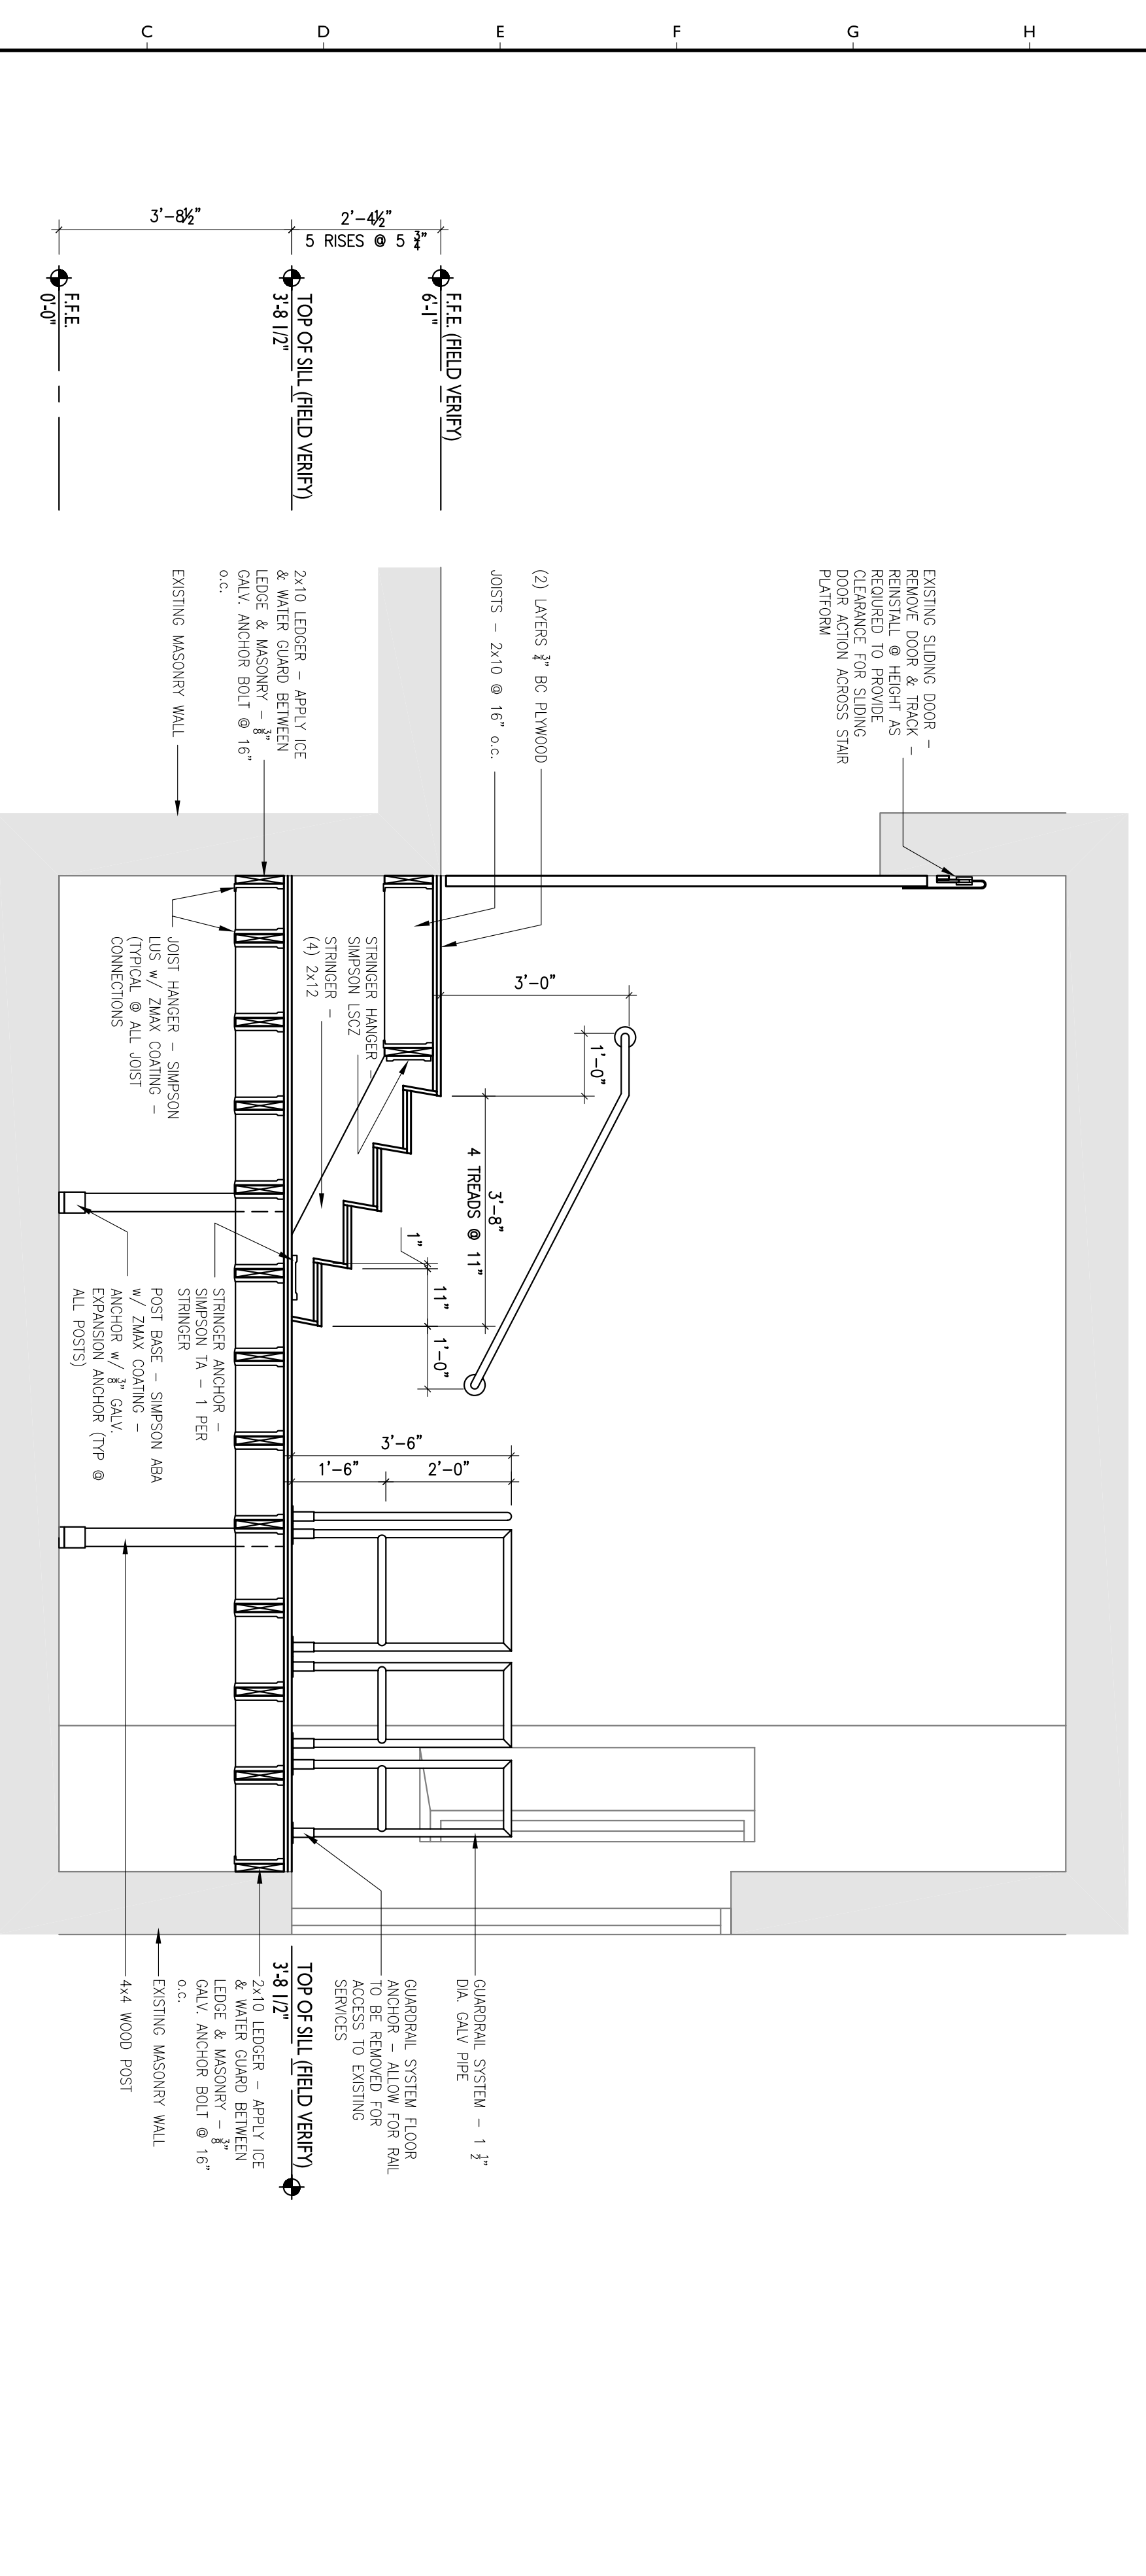 C
D
E
F
G
H
3'-8½"
2'-4½"
5 RISES @ 5 ¾"
F.F.E.
0'-0"
TOP OF SILL (FIELD VERIFY)
3'-8 1/2"
F.F.E. (FIELD VERIFY)
6'-1"
EXISTING SLIDING DOOR –
REMOVE DOOR & TRACK –
REINSTALL @ HEIGHT AS
REQIURED TO PROVIDE
CLEARANCE FOR SLIDING
DOOR ACTION ACROSS STAIR
PLATFORM
(2) LAYERS ¾" BC PLYWOOD
JOISTS – 2x10 @ 16" o.c.
2x10 LEDGER – APPLY ICE
& WATER GUARD BETWEEN
LEDGE & MASONRY – ⅜"
GALV. ANCHOR BOLT @ 16"
o.c.
EXISTING MASONRY WALL
STRINGER HANGER –
SIMPSON LSCZ
STRINGER –
(4) 2x12
JOIST HANGER – SIMPSON
LUS w/ ZMAX COATING –
(TYPICAL @ ALL JOIST
CONNECTIONS
3'-0"
1'-0"
3'-8"
4 TREADS @ 11"
1"
11"
1'-0"
STRINGER ANCHOR –
SIMPSON TA – 1 PER
STRINGER
POST BASE – SIMPSON ABA
w/ ZMAX COATING –
ANCHOR w/ ⅜" GALV.
EXPANSION ANCHOR (TYP @
ALL POSTS)
3'-6"
1'-6"
2'-0"
GUARDRAIL SYSTEM – 1 ½"
DIA. GALV PIPE
GUARDRAIL SYSTEM FLOOR
ANCHOR – ALLOW FOR RAIL
TO BE REMOVED FOR
ACCESS TO EXISTING
SERVICES
TOP OF SILL (FIELD VERIFY)
3'-8 1/2"
2x10 LEDGER – APPLY ICE
& WATER GUARD BETWEEN
LEDGE & MASONRY – ⅜"
GALV. ANCHOR BOLT @ 16"
o.c.
EXISTING MASONRY WALL
4x4 WOOD POST